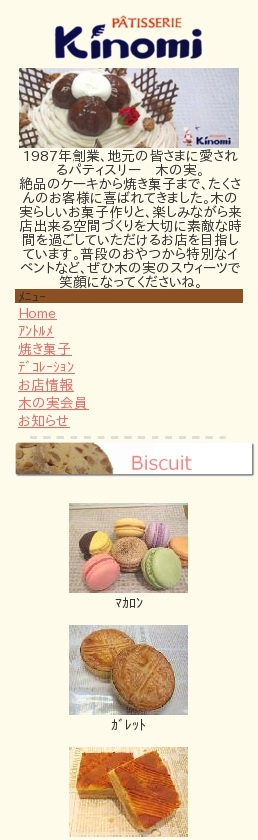 PÂTISSERIE
Kinomi
Kinomi
1987年創業、地元の皆さまに愛され
るパティスリー　木の実。
絶品のケーキから焼き菓子まで、たくさ
んのお客様に喜ばれてきました。木の
実らしいお菓子作りと、楽しみながら来
店出来る空間づくりを大切に素敵な時
間を過ごしていただけるお店を目指し
ています。普段のおやつから特別なイ
ベントなど、ぜひ木の実のスウィーツで
笑顔になってくださいね。
ﾒﾆｭｰ
Home
ｱﾝﾄﾙﾒ
焼き菓子
ﾃﾞｺﾚｰｼｮﾝ
お店情報
木の実会員
お知らせ
Biscuit
ﾏｶﾛﾝ
ｶﾞﾚｯﾄ